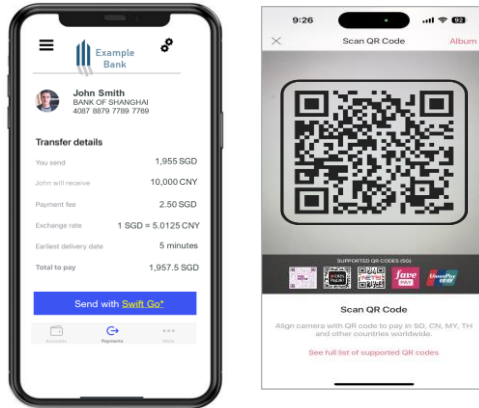 Example
Bank
John Smith
BANK OF SHANGHAI
4087 8879 7789 7769
Transfer details
You send 1,955 SGD
John will receive 10,000 CNY
Payment fee 2.50 SGD
Exchange rate 1 SGD = 5.0125 CNY
Earliest delivery date 5 minutes
Total to pay 1,957.5 SGD
Send with Swift Go*
Accounts Payments More
9:26
Scan QR Code Album
SUPPORTED QR CODES (SG)
fave
PAY
UnionPay
Scan QR Code
Align camera with QR code to pay in SG, CN, MY, TH
and other countries worldwide.
See full list of supported QR codes